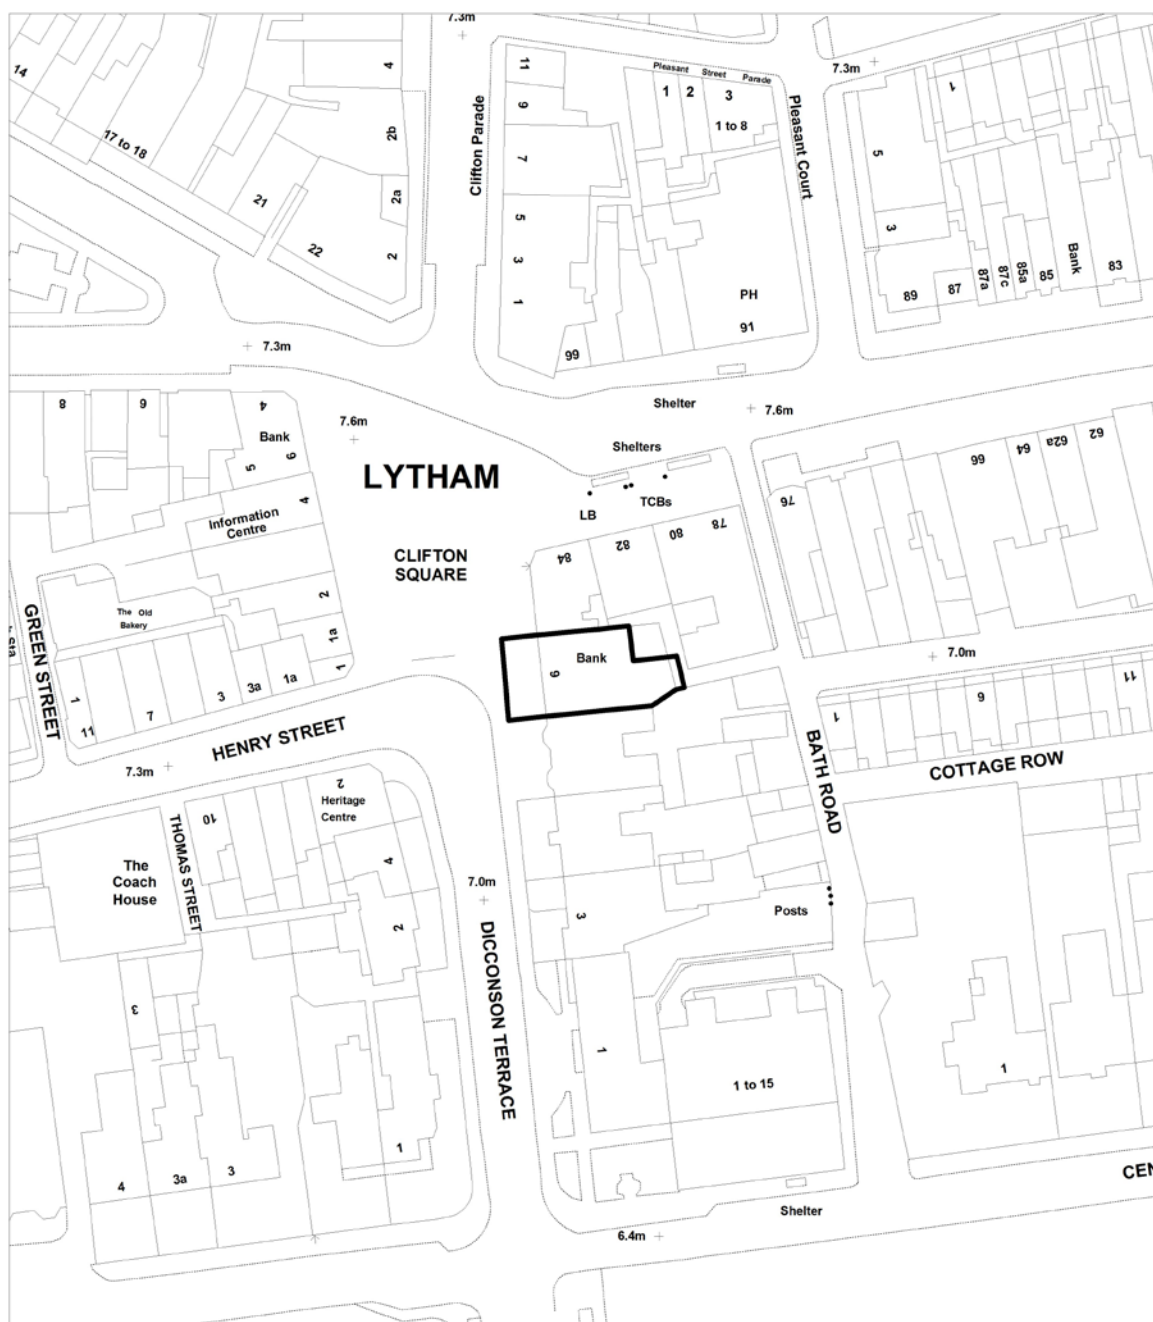 7.3m
4
11
Pleasant Street Parade
7.3m
14
1
2
3
1
9
1 to 8
Clifton Parade
Pleasant Court
2b
17 to 18
7
5
21
2a
5
3
22
2
3
87a
87c
85a
85
Bank
83
89
87
1
PH
91
7.3m
99
8
6
4
Shelter
7.6m
7.6m
Bank
Shelters
62
62a
64
66
5
6
LYTHAM
76
4
TCBs
LB
78
80
82
84
Information
Centre
CLIFTON
SQUARE
2
The Old
Bakery
GREEN STREET
1a
7.0m
Bank
1
1
3
3a
1a
6
11
6
1
7
11
HENRY STREET
BATH ROAD
COTTAGE ROW
7.3m
2
Heritage
Centre
10
THOMAS STREET
The
Coach
House
4
7.0m
Posts
3
2
DICCONSON TERRACE
3
1
1
1 to 15
1
4
3a
3
CEN
Shelter
6.4m